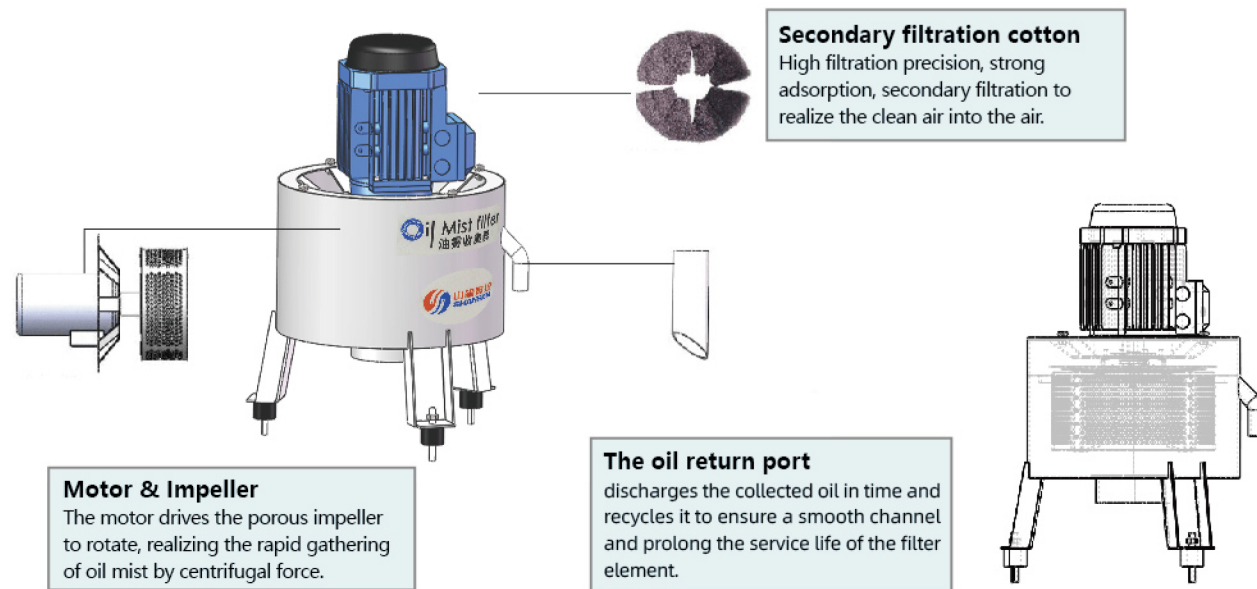 Secondary filtration cotton
High filtration precision, strong
adsorption, secondary filtration to
realize the clean air into the air.
Oil Mist filter
油雾收集器
SHANHEN
Motor & Impeller
The motor drives the porous impeller
to rotate, realizing the rapid gathering
of oil mist by centrifugal force.
The oil return port
discharges the collected oil in time and
recycles it to ensure a smooth channel
and prolong the service life of the filter
element.